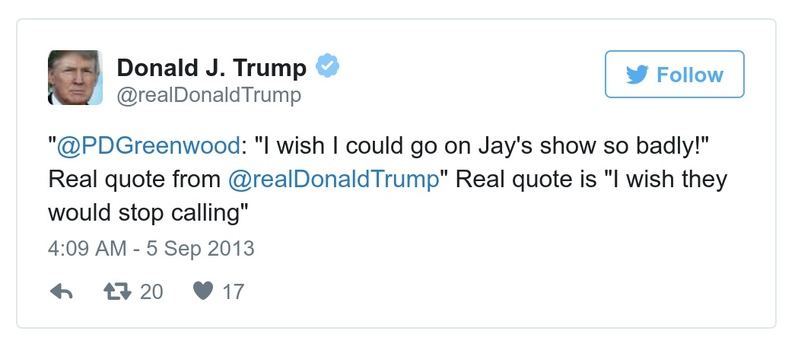 Donald J. Trump
@realDonaldTrump
Follow
"@PDGreenwood: "I wish I could go on Jay's show so badly!"
Real quote from @realDonaldTrump" Real quote is "I wish they
would stop calling"
4:09 AM - 5 Sep 2013
20 17